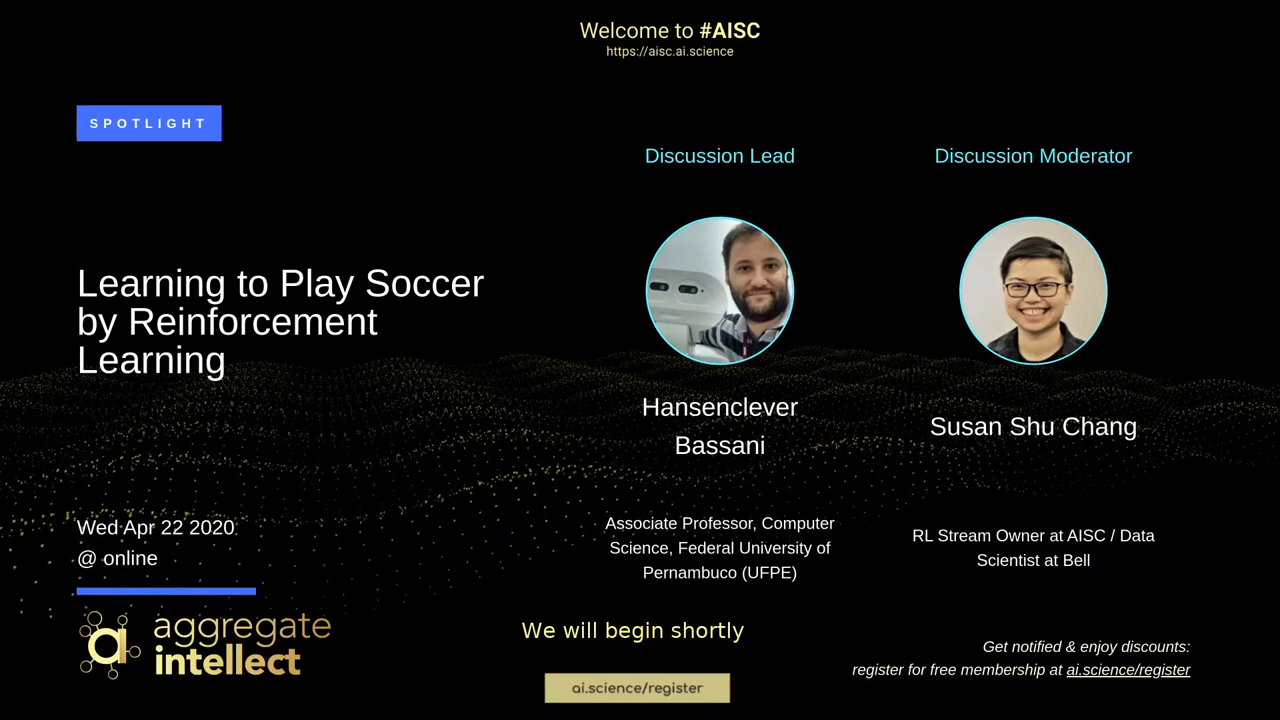 Welcome to #AISC
https://aisc.ai.science
SPOTLIGHT
Learning to Play Soccer
by Reinforcement
Learning
Wed Apr 22 2020
@ online
aggregate
intellect
Discussion Lead
Hansenclever
Bassani
Associate Professor, Computer
Science, Federal University of
Pernambuco (UFPE)
Discussion Moderator
Susan Shu Chang
RL Stream Owner at AISC / Data
Scientist at Bell
We will begin shortly
ai.science/register
Get notified & enjoy discounts:
register for free membership at ai.science/register